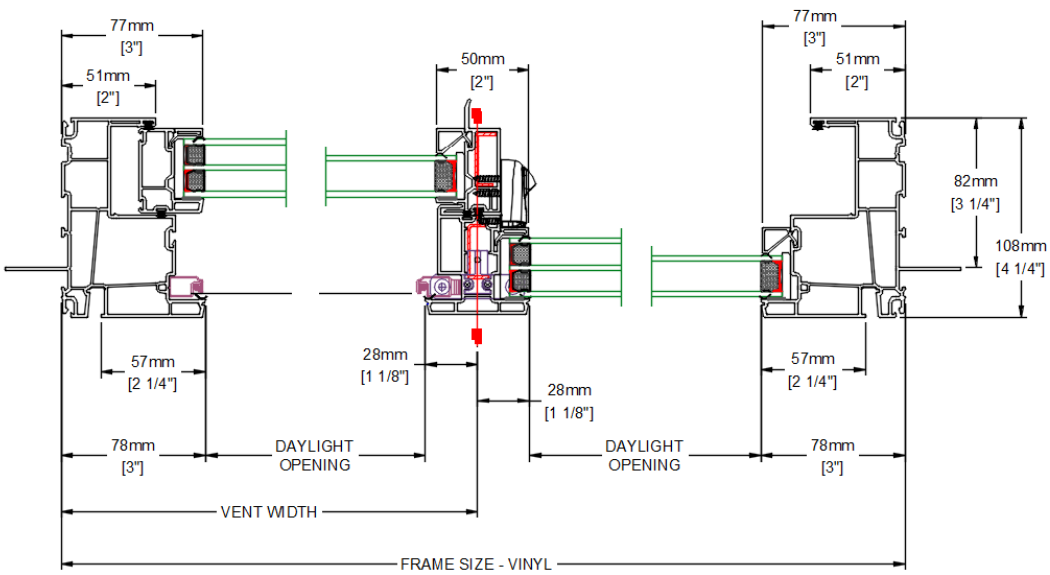 77mm
[3"]
51mm
[2"]
50mm
[2"]
77mm
[3"]
51mm
[2"]
82mm
[3 1/4"]
108mm
[4 1/4"]
57mm
[2 1/4"]
28mm
[1 1/8"]
28mm
[1 1/8"]
57mm
[2 1/4"]
78mm
[3"]
DAYLIGHT
OPENING
DAYLIGHT
OPENING
78mm
[3"]
VENT WIDTH
FRAME SIZE - VINYL